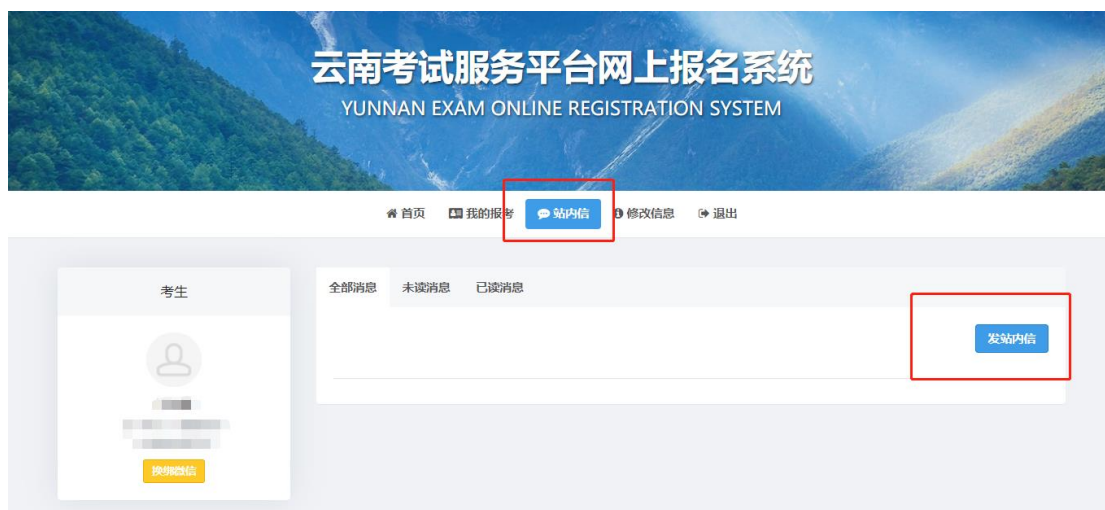 云南考试服务平台网上报名系统
YUNNAN EXAM ONLINE REGISTRATION SYSTEM
首页 我的报考 站内信 修改信息 退出
考生
全部消息 未读消息 已读消息
发站内信
换绑微信